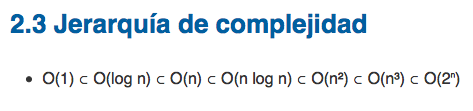 2.3 Jerarquía de complejidad
• O(1) ⊂ O(log n) ⊂ O(n) ⊂ O(n log n) ⊂ O(n²) ⊂ O(n³) ⊂ O(2ⁿ)